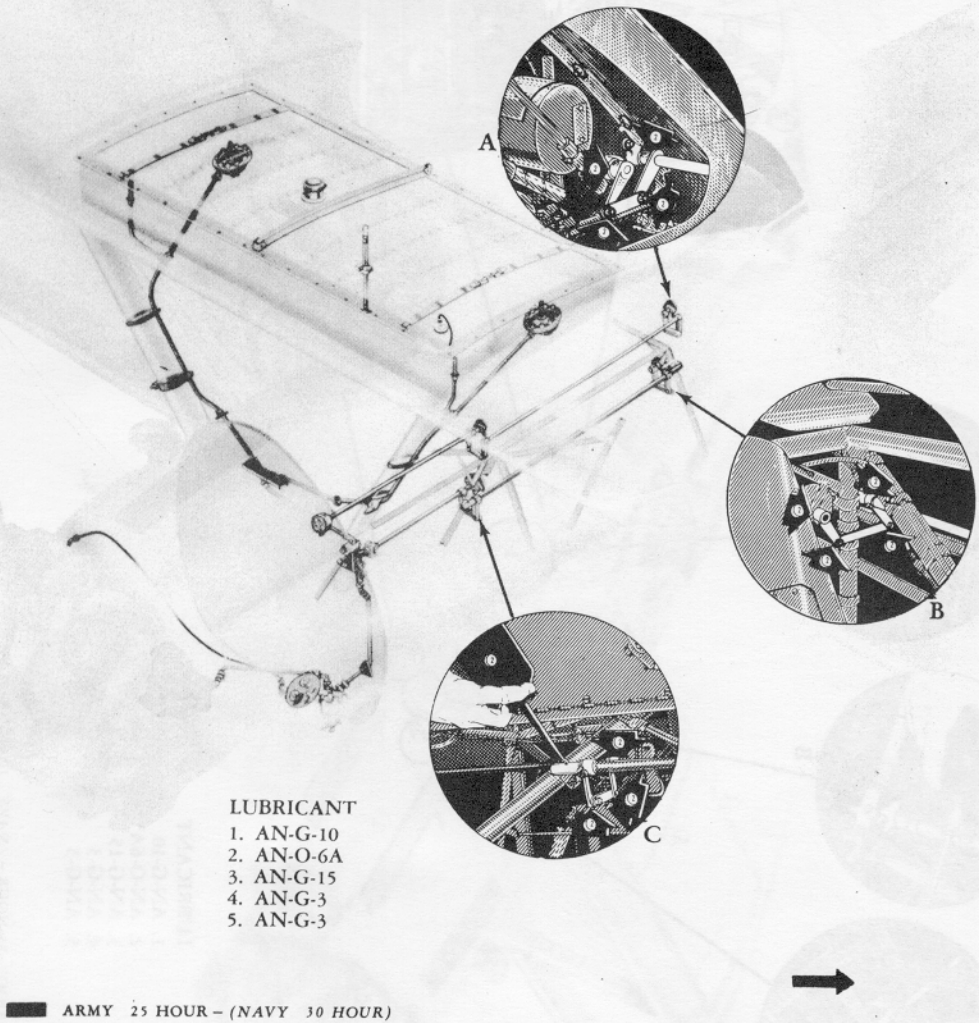 A
B
C
LUBRICANT
1. AN-G-10
2. AN-O-6A
3. AN-G-15
4. AN-G-3
5. AN-G-3
ARMY 25 HOUR – (NAVY 30 HOUR)